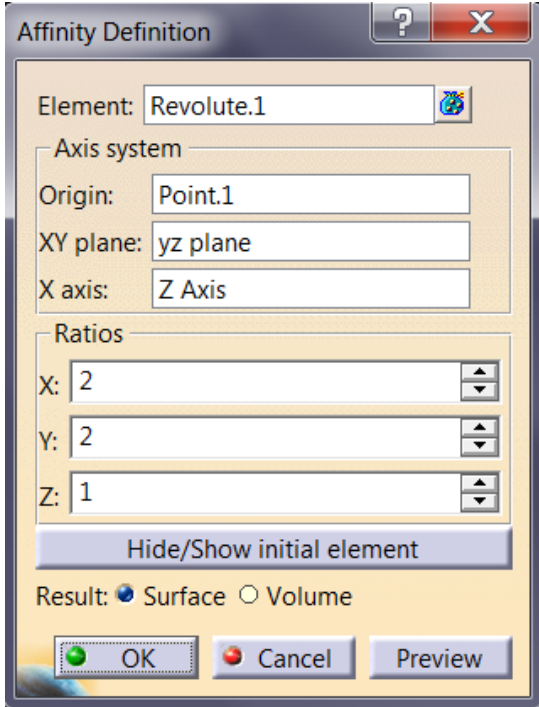 Affinity Definition ? X
Element: Revolute.1
Axis system
Origin: Point.1
XY plane: yz plane
X axis: Z Axis
Ratios
X: 2
Y: 2
Z: 1
Hide/Show initial element
Result: Surface Volume
OK Cancel Preview